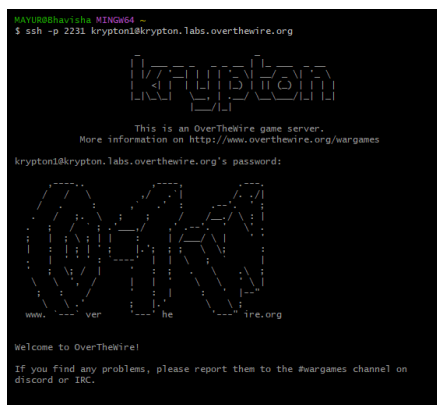 MAYUR@Bhavisha MINGW64 ~
$ ssh -p 2231 krypton1@krypton.labs.overthewire.org
krypton
This is an OverTheWire game server.
More information on http://www.overthewire.org/wargames
krypton1@krypton.labs.overthewire.org's password:
www. ver he ire.org
Welcome to OverTheWire!
If you find any problems, please report them to the #wargames channel on
discord or IRC.